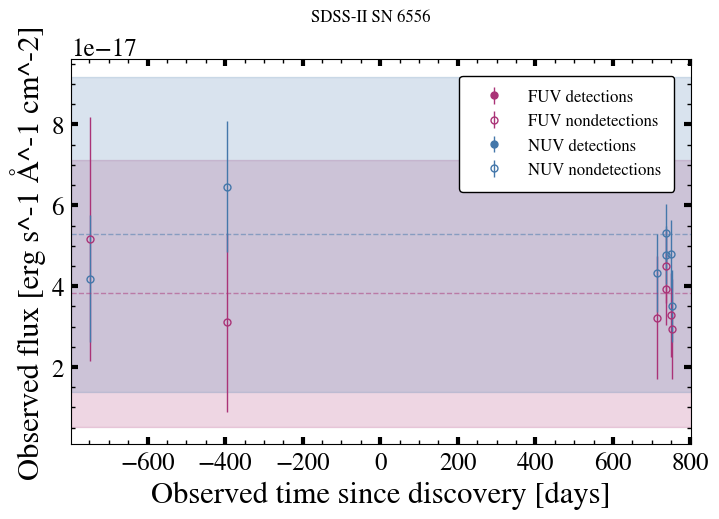 SDSS-II SN 6556
1e−17
FUV detections
FUV nondetections
NUV detections
NUV nondetections
8
6
4
2
Observed flux [erg s^-1 Å^-1 cm^-2]
−600 −400 −200 0 200 400 600 800
Observed time since discovery [days]